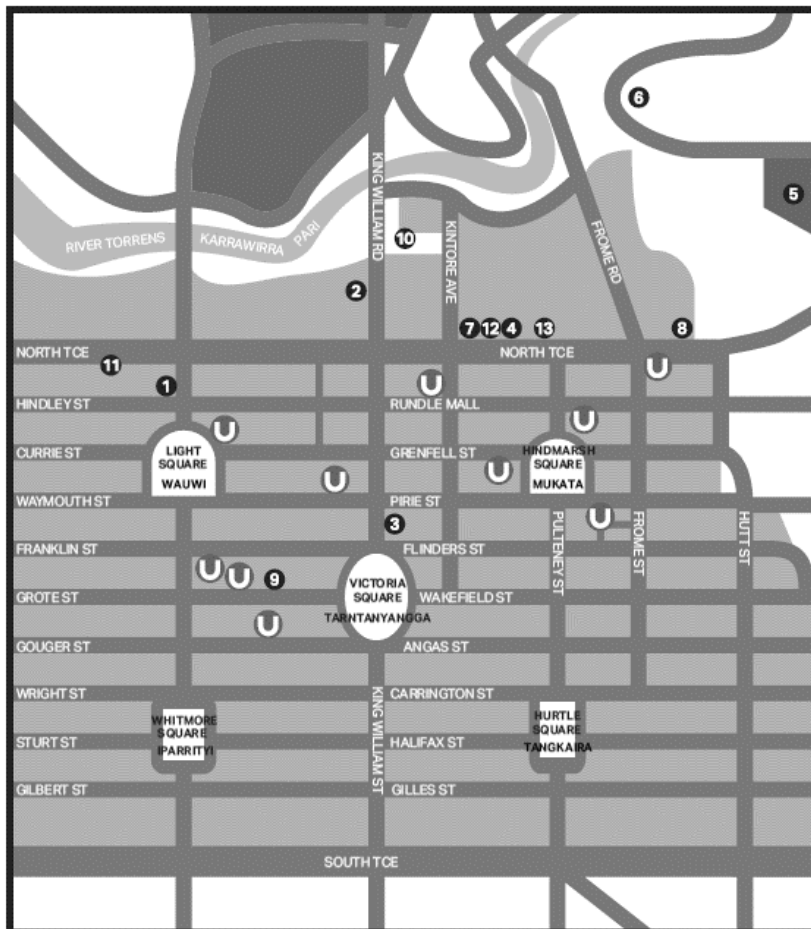 6
5
KING WILLIAM RD
RIVER TORRENS
KARRAWIRRA
PARI
10
KINTORE AVE
FROME RD
2
7
12
4
13
8
NORTH TCE
NORTH TCE
11
U
1
U
HINDLEY ST
RUNDLE MALL
U
U
CURRIE ST
LIGHT
SQUARE
WAUWI
GRENFELL ST
HINDMARSH
SQUARE
MUKATA
U
U
WAYMOUTH ST
PIRIE ST
3
U
PULTENEY ST
FROME ST
HUTT ST
FRANKLIN ST
FLINDERS ST
U
U
9
VICTORIA
SQUARE
TARNTANYANGGA
GROTE ST
WAKEFIELD ST
U
GOUGER ST
ANGAS ST
WRIGHT ST
KING WILLIAM ST
CARRINGTON ST
WHITMORE
SQUARE
IPARRITYI
HURTLE
SQUARE
TANGKAIRA
STURT ST
HALIFAX ST
GILBERT ST
GILLES ST
SOUTH TCE